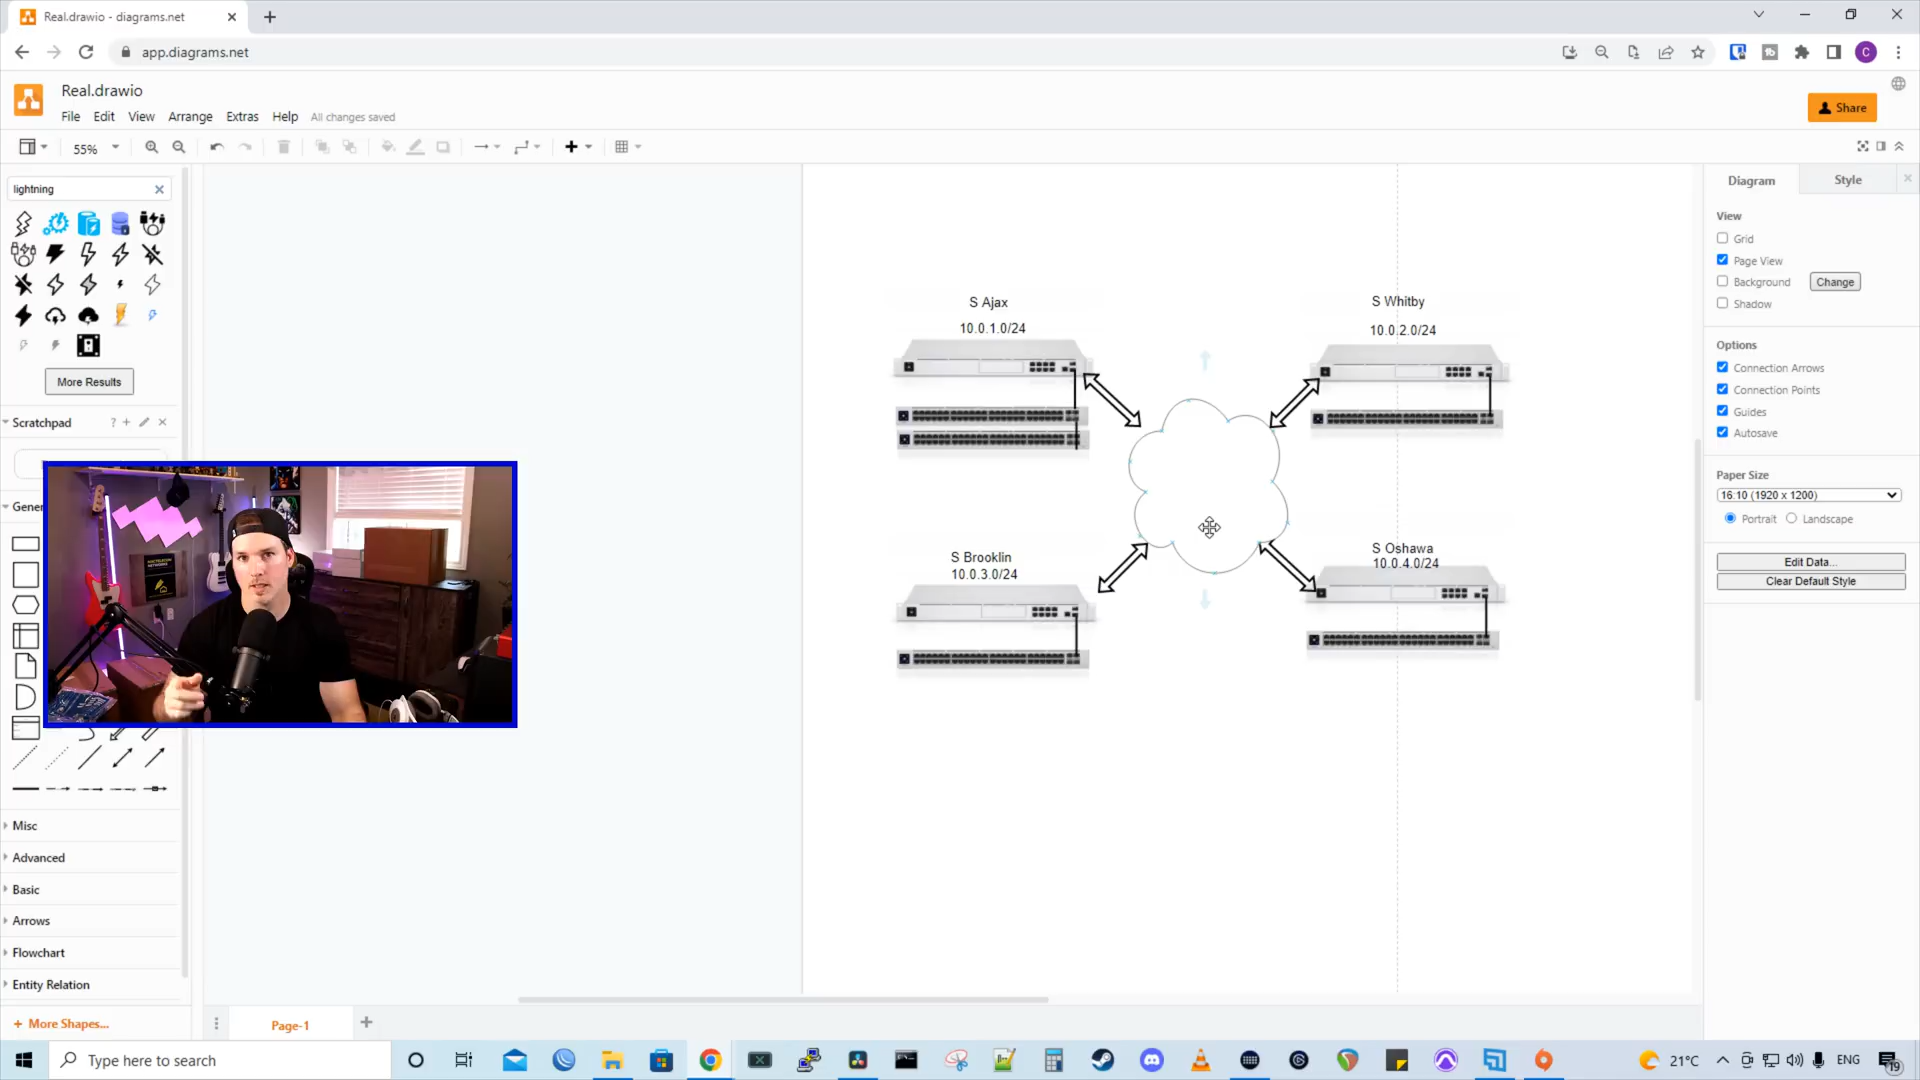 Real.drawio - diagrams.net
app.diagrams.net
C
Real.drawio
File Edit View Arrange Extras Help All changes saved
Share
55%
lightning
More Results
Scratchpad
?
Gener
Misc
Advanced
Basic
Arrows
Flowchart
Entity Relation
+ More Shapes...
S Ajax
10.0.1.0/24
S Whitby
10.0.2.0/24
S Brooklin
10.0.3.0/24
S Oshawa
10.0.4.0/24
Diagram Style
View
Grid
Page View
Background Change
Shadow
Options
Connection Arrows
Connection Points
Guides
Autosave
Paper Size
16:10 (1920 x 1200)
Portrait Landscape
Edit Data...
Clear Default Style
Page-1
Type here to search
21°C
ENG
19